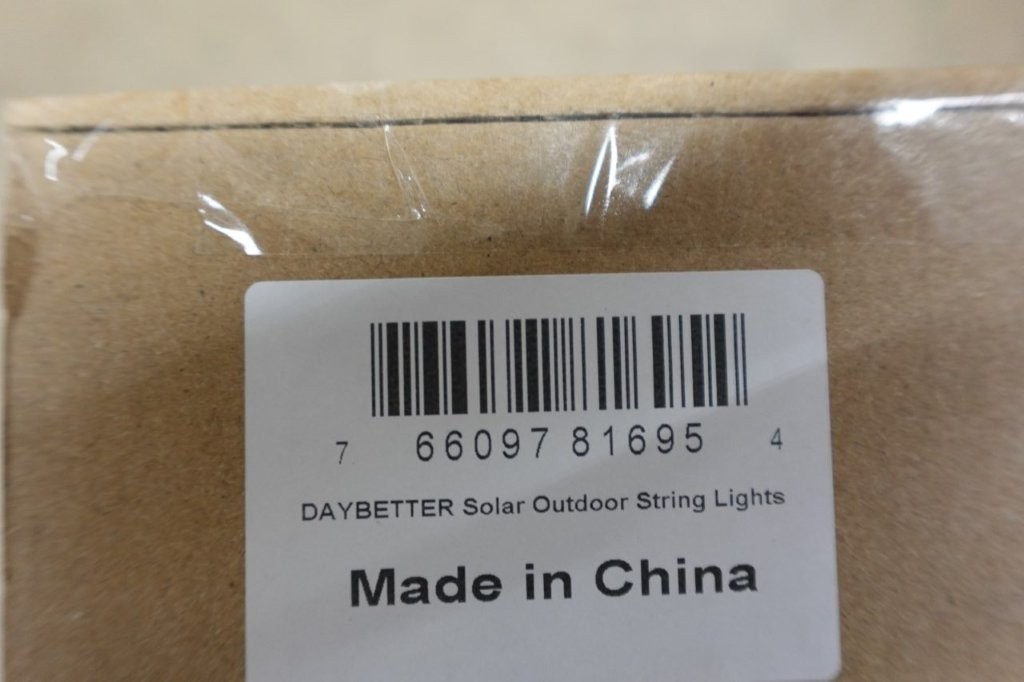 7 66097 81695 4
DAYBETTER Solar Outdoor String Lights
Made in China